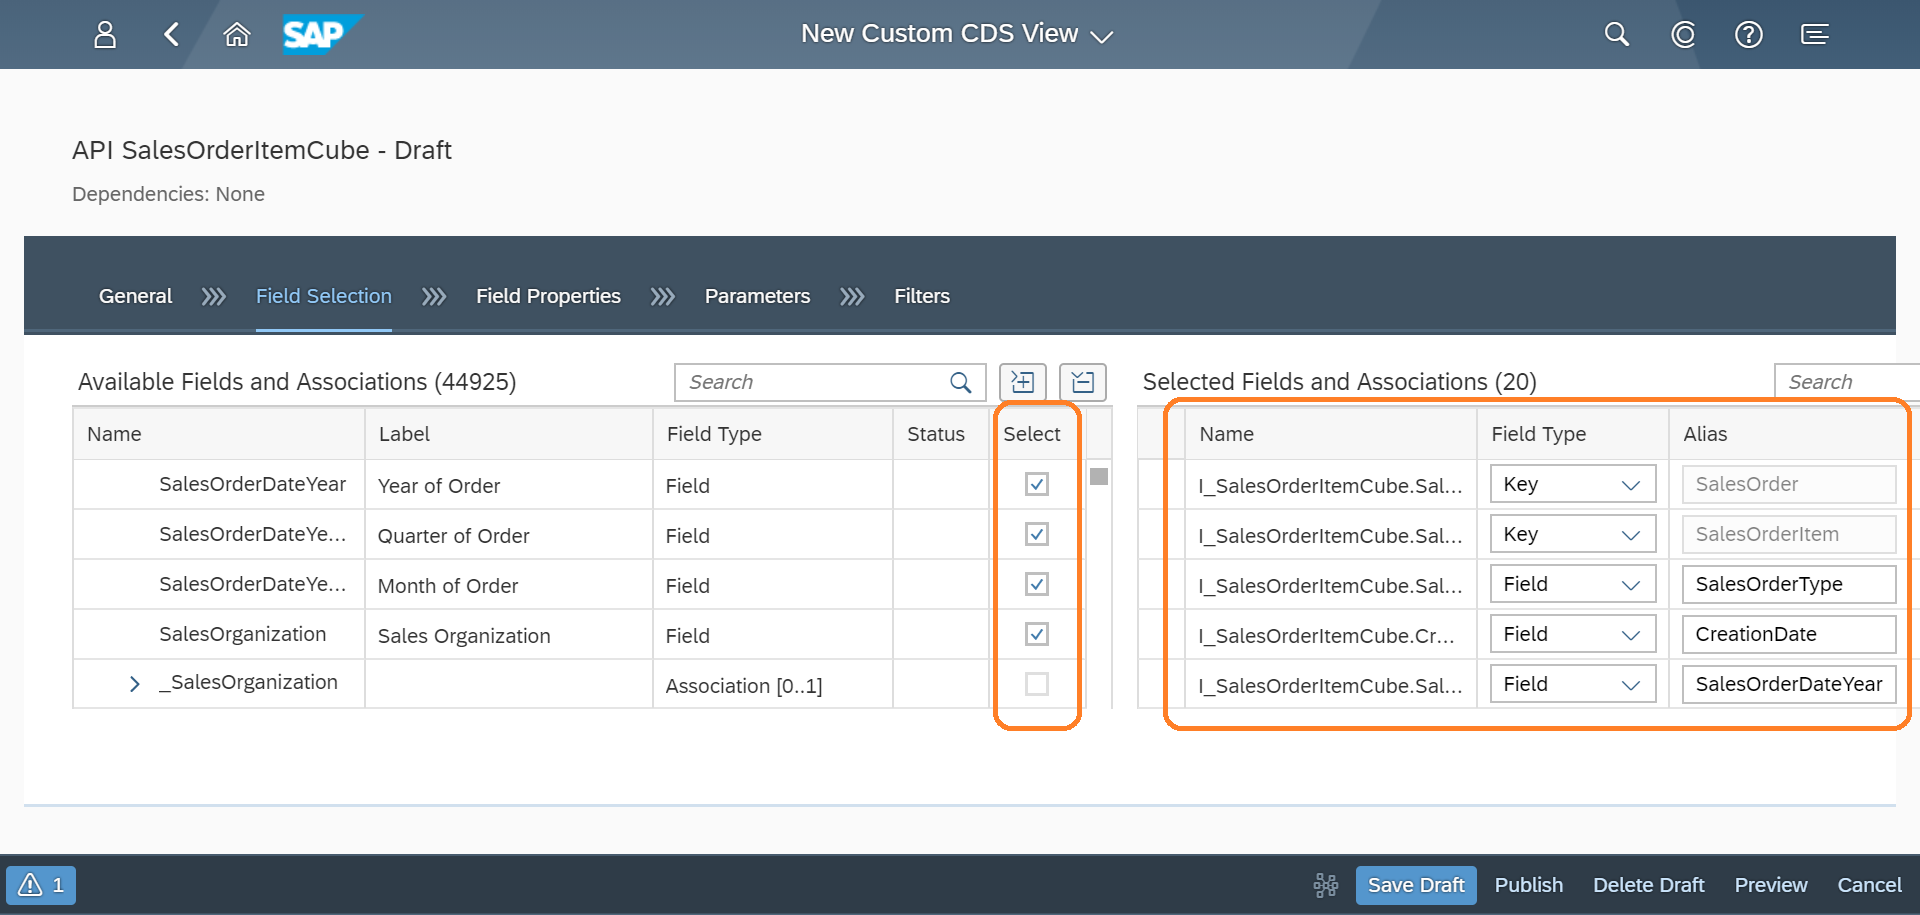 SAP
New Custom CDS View
API SalesOrderItemCube - Draft
Dependencies: None
General
Field Selection
Field Properties
Parameters
Filters
Available Fields and Associations (44925)
Search
Name Label Field Type Status Select
SalesOrderDateYear Year of Order Field
SalesOrderDateYe... Quarter of Order Field
SalesOrderDateYe... Month of Order Field
SalesOrganization Sales Organization Field
_SalesOrganization Association [0..1]
Selected Fields and Associations (20)
Search
Name Field Type Alias
I_SalesOrderItemCube.Sal... Key SalesOrder
I_SalesOrderItemCube.Sal... Key SalesOrderItem
I_SalesOrderItemCube.Sal... Field SalesOrderType
I_SalesOrderItemCube.Cr... Field CreationDate
I_SalesOrderItemCube.Sal... Field SalesOrderDateYear
1
Save Draft
Publish
Delete Draft
Preview
Cancel